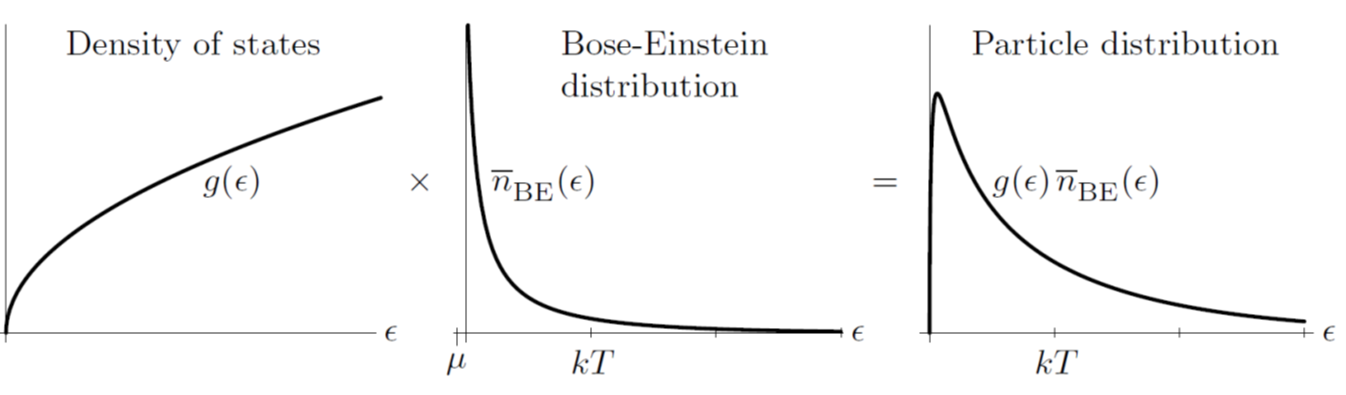 Density of states
g(ϵ)
ϵ
×
Bose-Einstein
distribution
n̅BE(ϵ)
ϵ
μ
kT
=
Particle distribution
g(ϵ) n̅BE(ϵ)
ϵ
kT